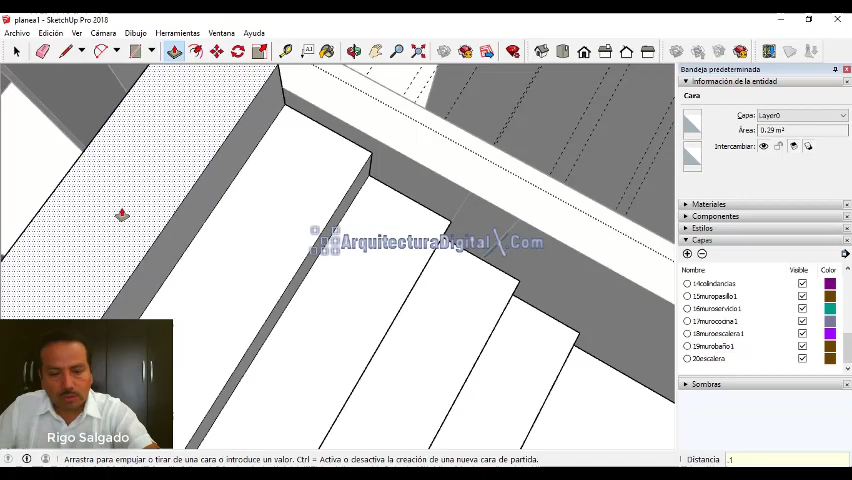 planea1 - SketchUp Pro 2018
Archivo Edición Ver Cámara Dibujo Herramientas Ventana Ayuda
Bandeja predeterminada
Información de la entidad
Cara
Capa: Layer0
Área: 0.29 m²
Intercambiar:
Materiales
Componentes
Estilos
Capas
Nombre Visible Color
14colindancias
15muropasillo1
16muroservicio1
17murococina1
18muroescalera1
19murobaño1
20escalera
Sombras
ArquitecturaDigitalX.Com
Rigo Salgado
Arrastra para empujar o tirar de una cara o introduce un valor. Ctrl = Activa o desactiva la creación de una nueva cara de partida.
Distancia .1